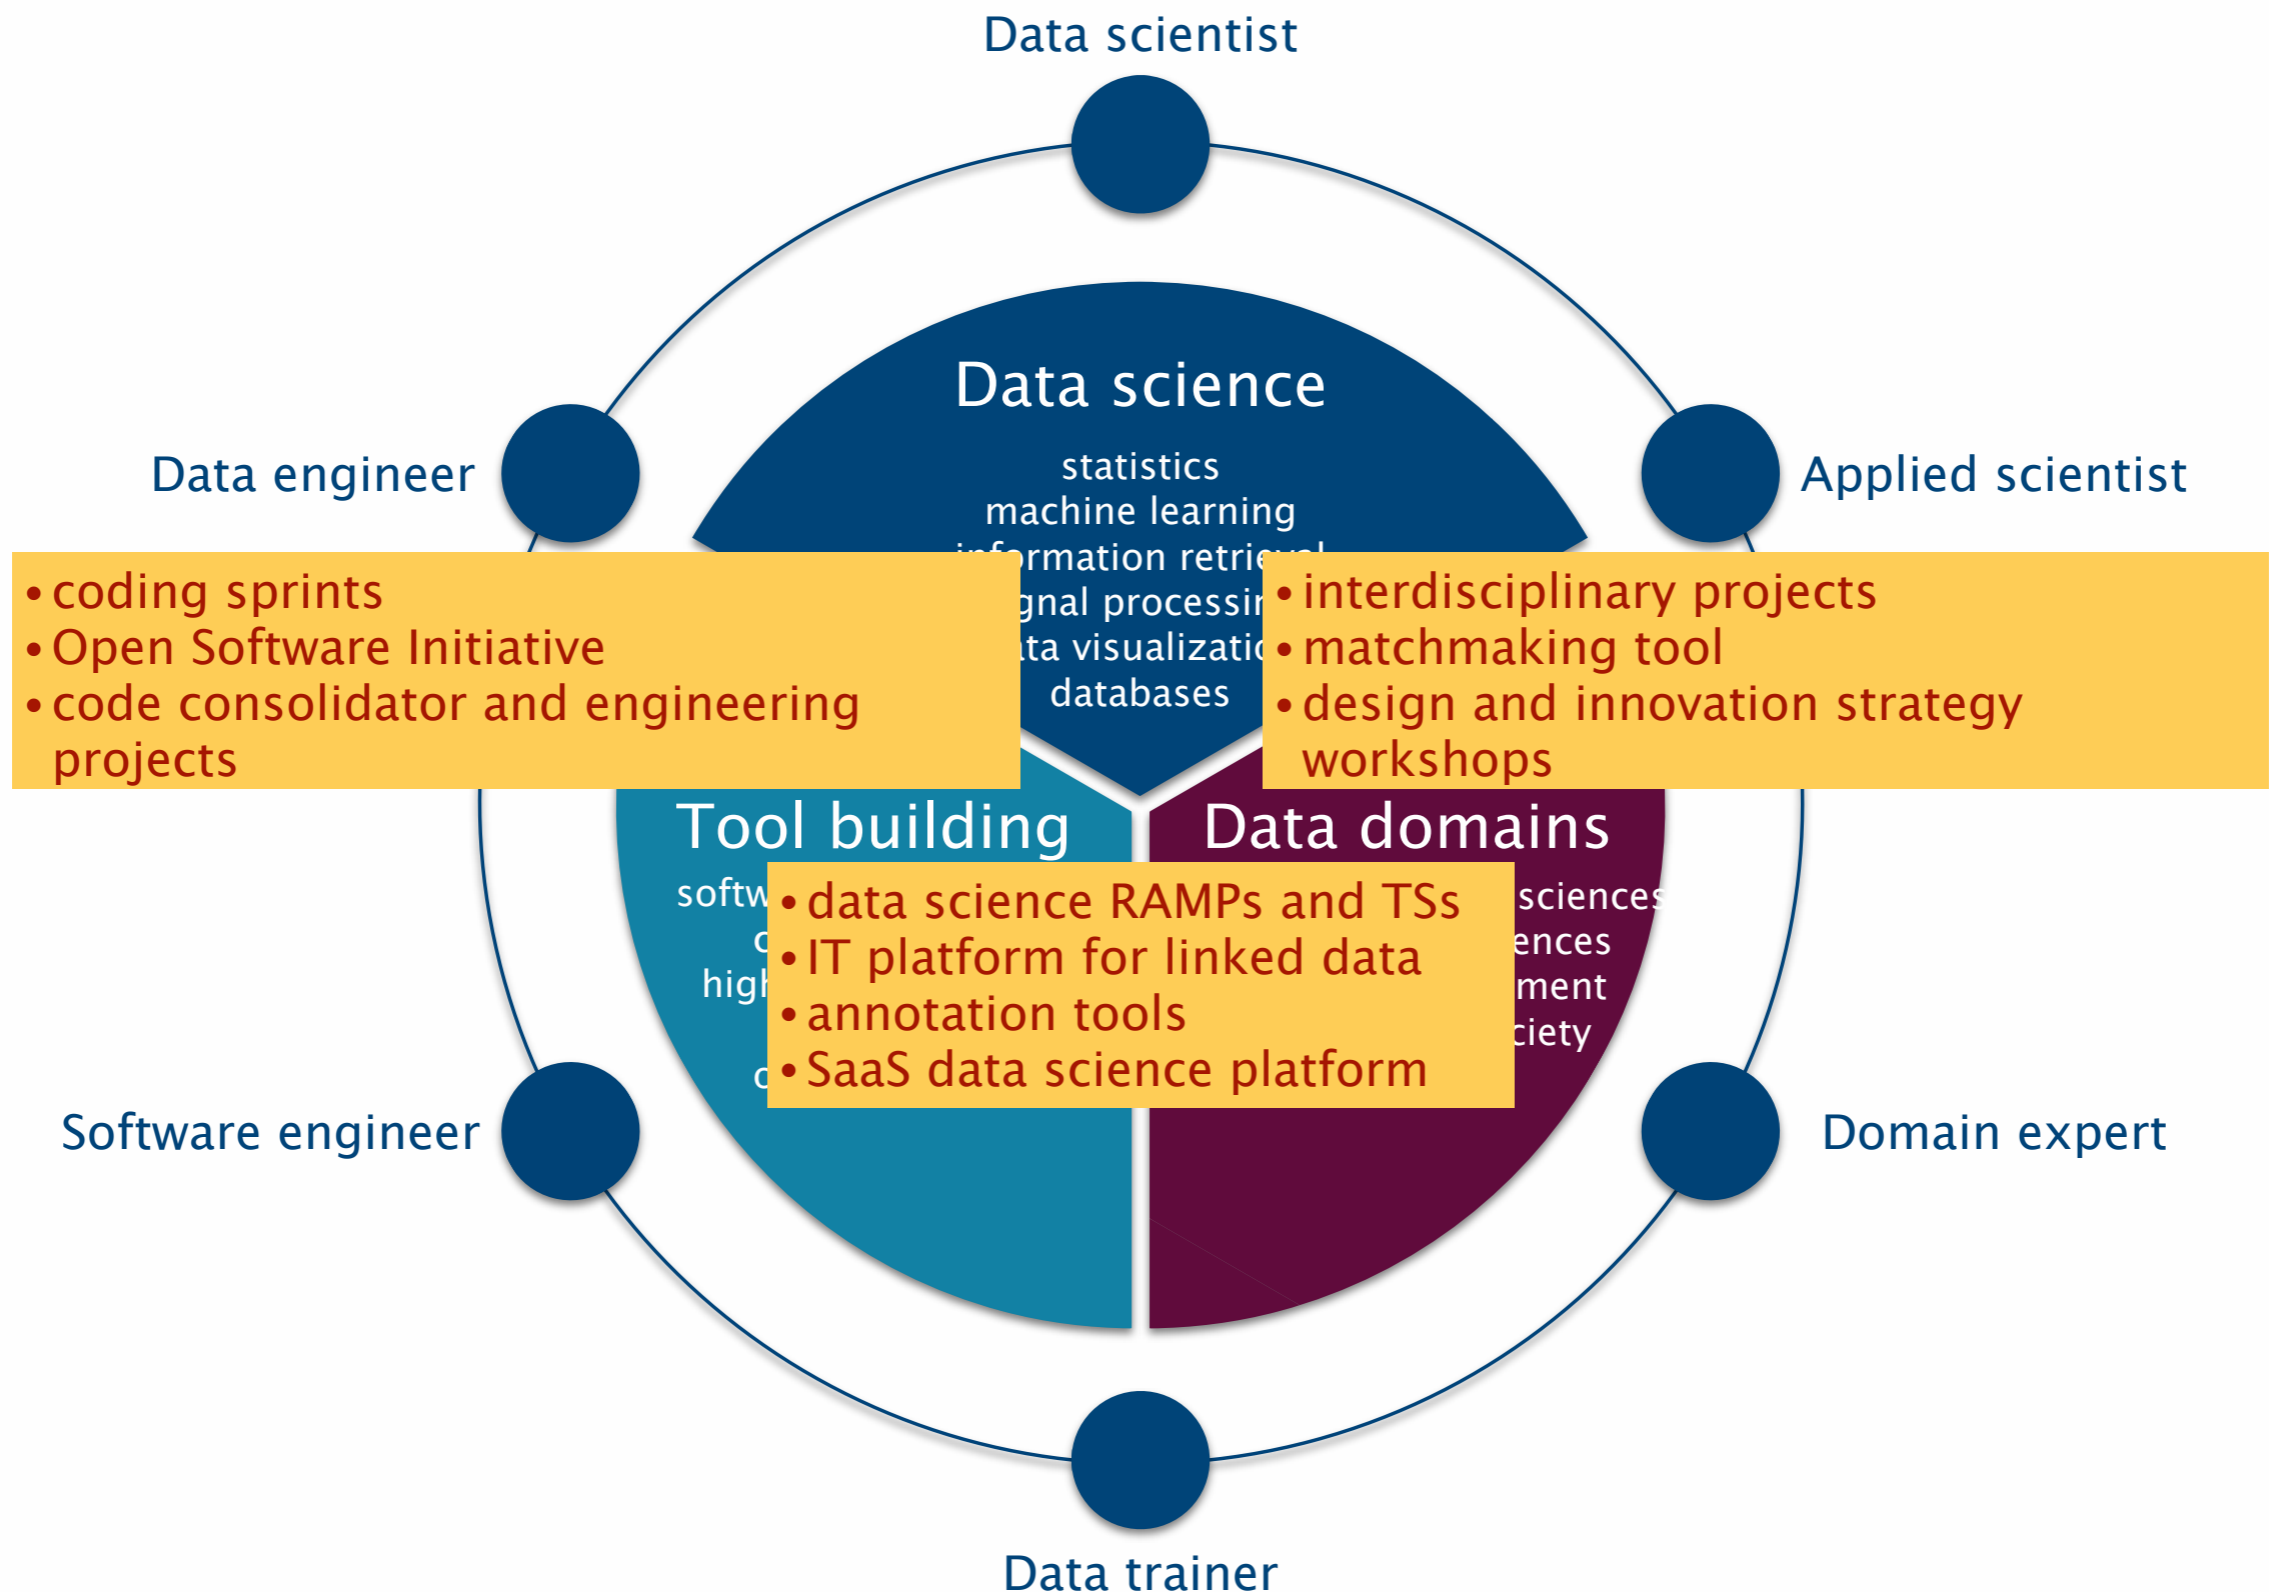 Data scientist
Data science
statistics
machine learning
information retrieval
Data engineer
Applied scientist
• coding sprints
• Open Software Initiative
• code consolidator and engineering
projects
• interdisciplinary projects
• matchmaking tool
• design and innovation strategy
workshops
databases
Tool building
Data domains
• data science RAMPs and TSs
• IT platform for linked data
• annotation tools
• SaaS data science platform
sciences
Software engineer
Domain expert
Data trainer